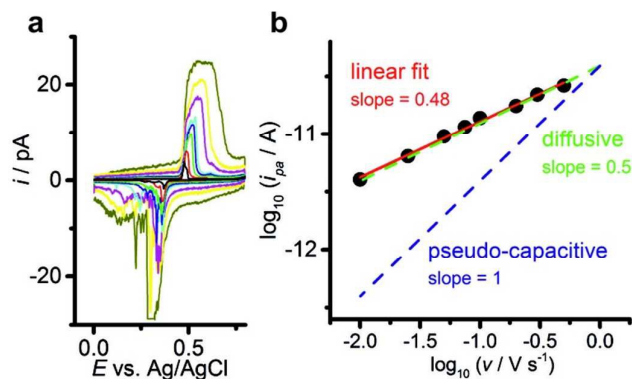 a
20
0
-20
i / pA
0.0
0.5
E vs. Ag/AgCl
b
linear fit
slope = 0.48
diffusive
slope = 0.5
pseudo-capacitive
slope = 1
-11
-12
log₁₀ (iₚₐ / A)
-2.0
-1.5
-1.0
-0.5
0.0
log₁₀ (v / V s⁻¹)